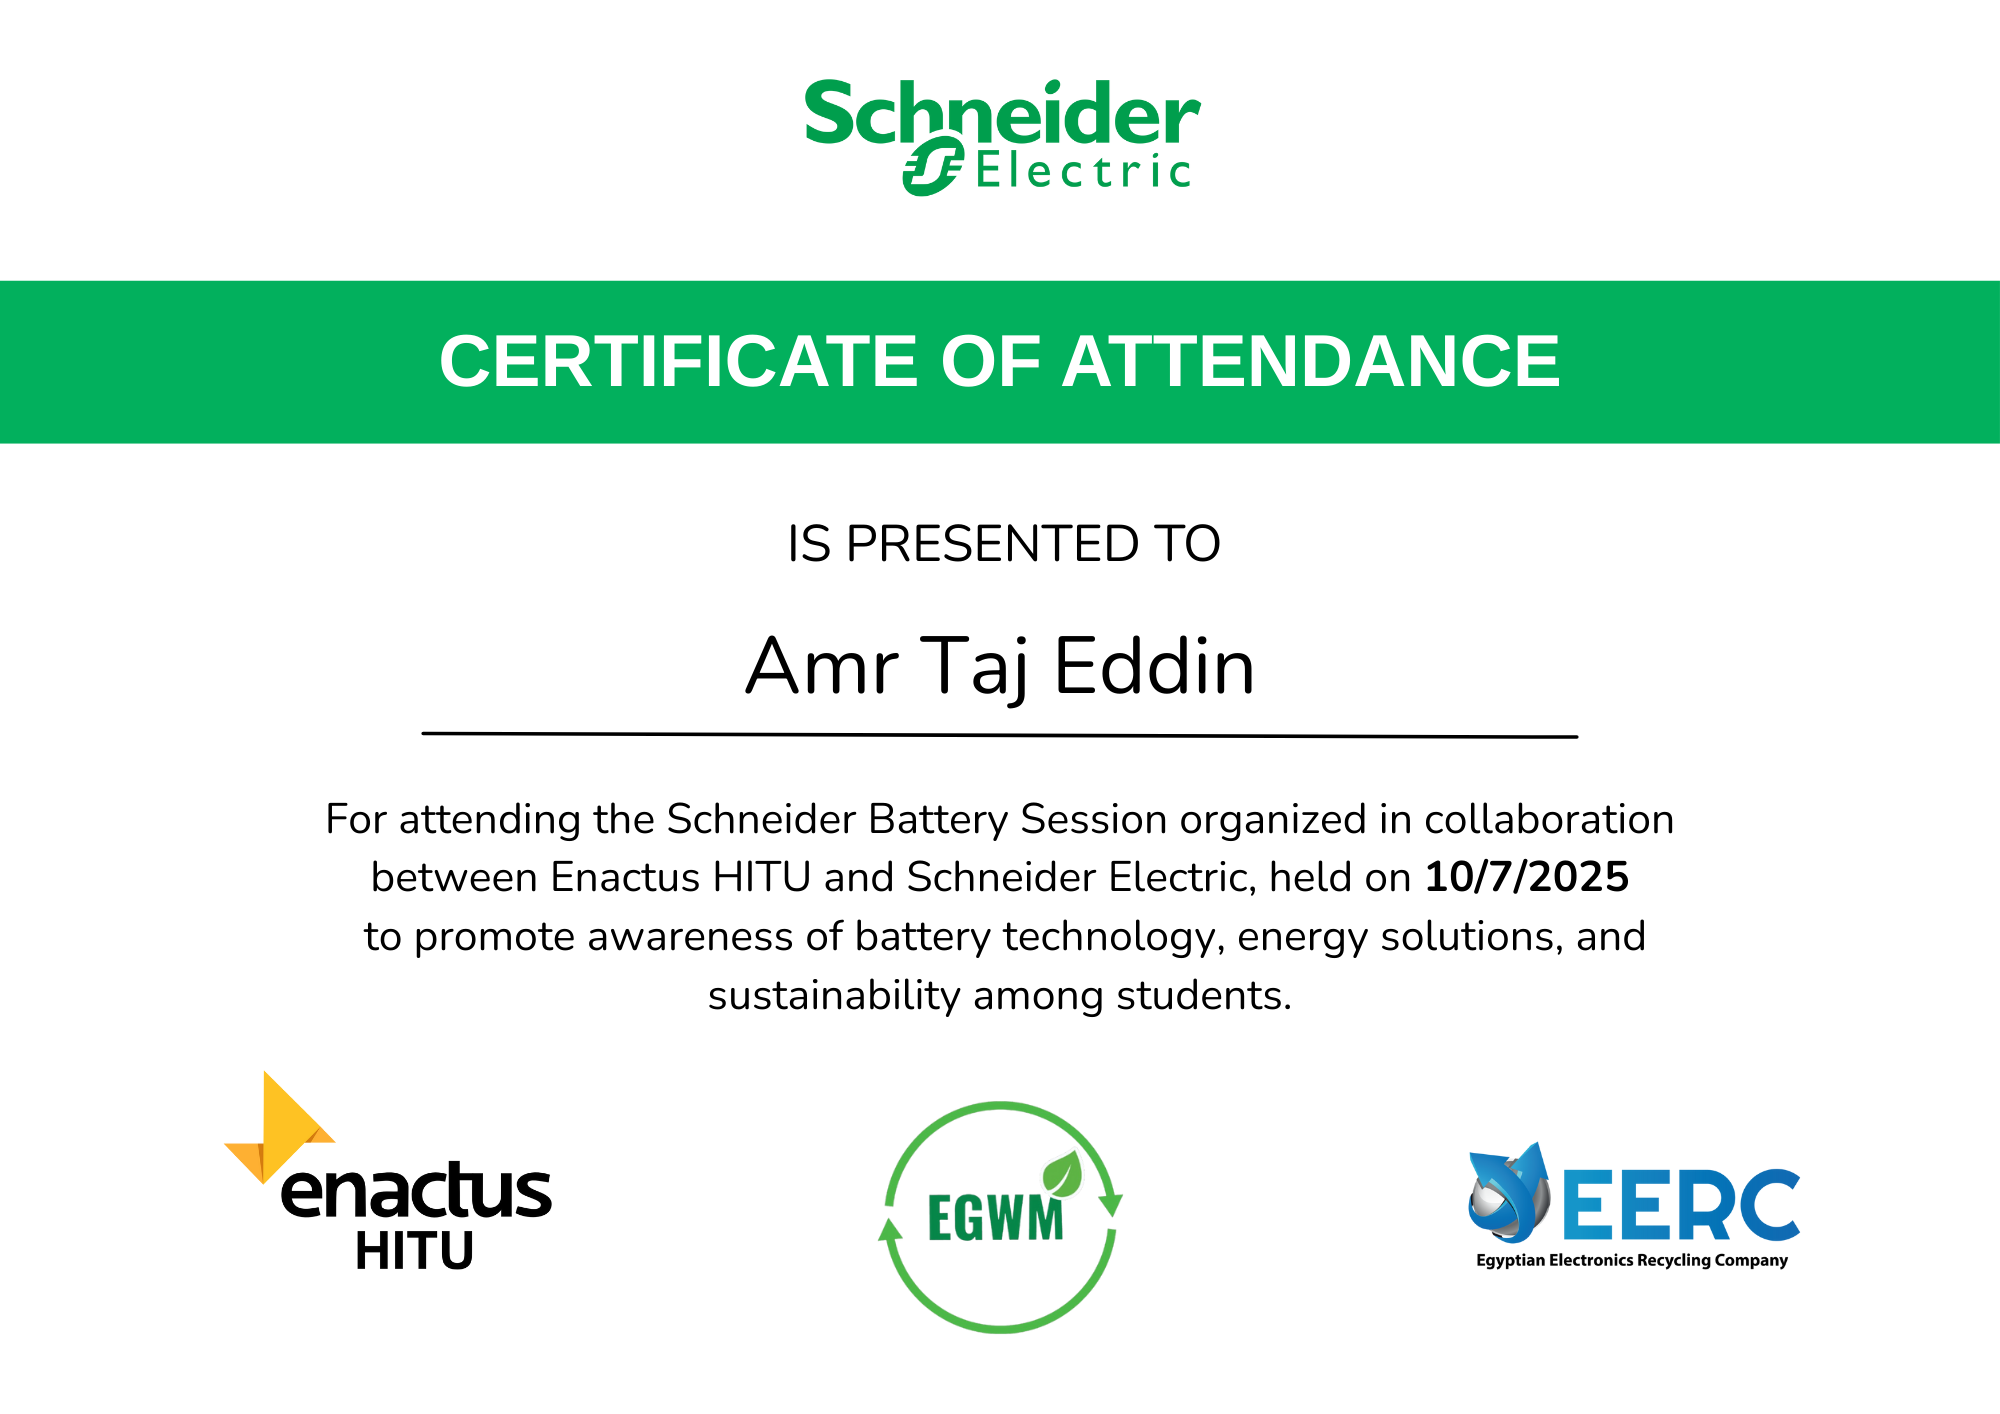 Schneider
Electric
CERTIFICATE OF ATTENDANCE
IS PRESENTED TO
Amr Taj Eddin
For attending the Schneider Battery Session organized in collaboration
between Enactus HITU and Schneider Electric, held on 10/7/2025
to promote awareness of battery technology, energy solutions, and
sustainability among students.
enactus
HITU
EGWM
EERC
Egyptian Electronics Recycling Company